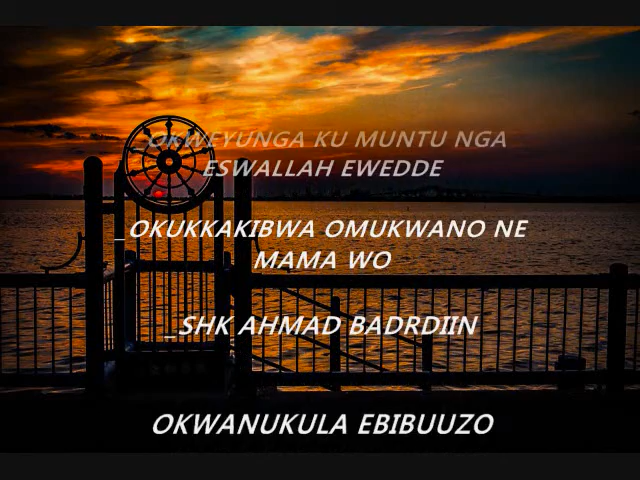 OKWEYUNGA KU MUNTU NGA
ESWALLAH EWEDDE
_OKUKKAKIBWA OMUKWANO NE
MAMA WO
_SHK AHMAD BADRDIIN
OKWANUKULA EBIBUUZO